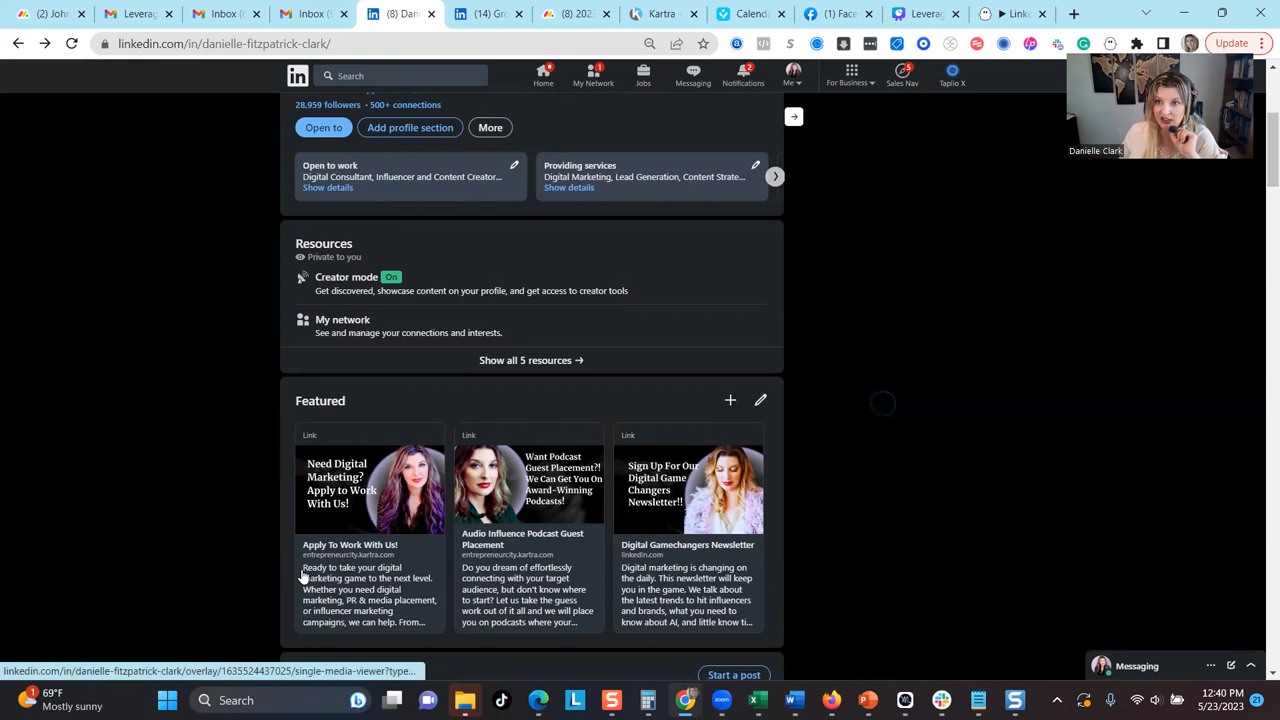 (2) John
Leverag
Inbox (
Inbox (9
(8) Dan
(14) Gro
(8) 2023
Kartra -
Calenda
(1) Face
Leverag
Linke
linkedin.com/in/danielle-fitzpatrick-clark/
Update
in
Search
Home
1
My Network
Jobs
Messaging
2
Notifications
Me
For Business
5
Sales Nav
Taplio X
28,959 followers · 500+ connections
Open to
Add profile section
More
Danielle Clark
Open to work
Digital Consultant, Influencer and Content Creator...
Show details
Providing services
Digital Marketing, Lead Generation, Content Strate...
Show details
Resources
Private to you
Creator mode On
Get discovered, showcase content on your profile, and get access to creator tools
My network
See and manage your connections and interests.
Show all 5 resources →
Featured
Link
Need Digital
Marketing?
Apply to Work
With Us!
Apply To Work With Us!
entrepreneurcity.kartra.com
Ready to take your digital
marketing game to the next level.
Whether you need digital
marketing, PR & media placement,
or influencer marketing
campaigns, we can help. From...
Link
Want Podcast
Guest Placement?!
We Can Get You On
Award-Winning
Podcasts!
Audio Influence Podcast Guest
Placement
entrepreneurcity.kartra.com
Do you dream of effortlessly
connecting with your target
audience, but don't know where
to start? Let us take the guess
work out of it all and we will place
you on podcasts where your...
Link
Sign Up For Our
Digital Game
Changers
Newsletter!!
Digital Gamechangers Newsletter
linkedin.com
Digital marketing is changing on
the daily. This newsletter will keep
you in the game. We talk about
the latest trends to hit influencers
and brands, what you need to
know about AI, and little know ti...
Start a post
Messaging
linkedin.com/in/danielle-fitzpatrick-clark/overlay/1635524437025/single-media-viewer?type...
1
69°F
Mostly sunny
Search
12:40 PM
5/23/2023
21